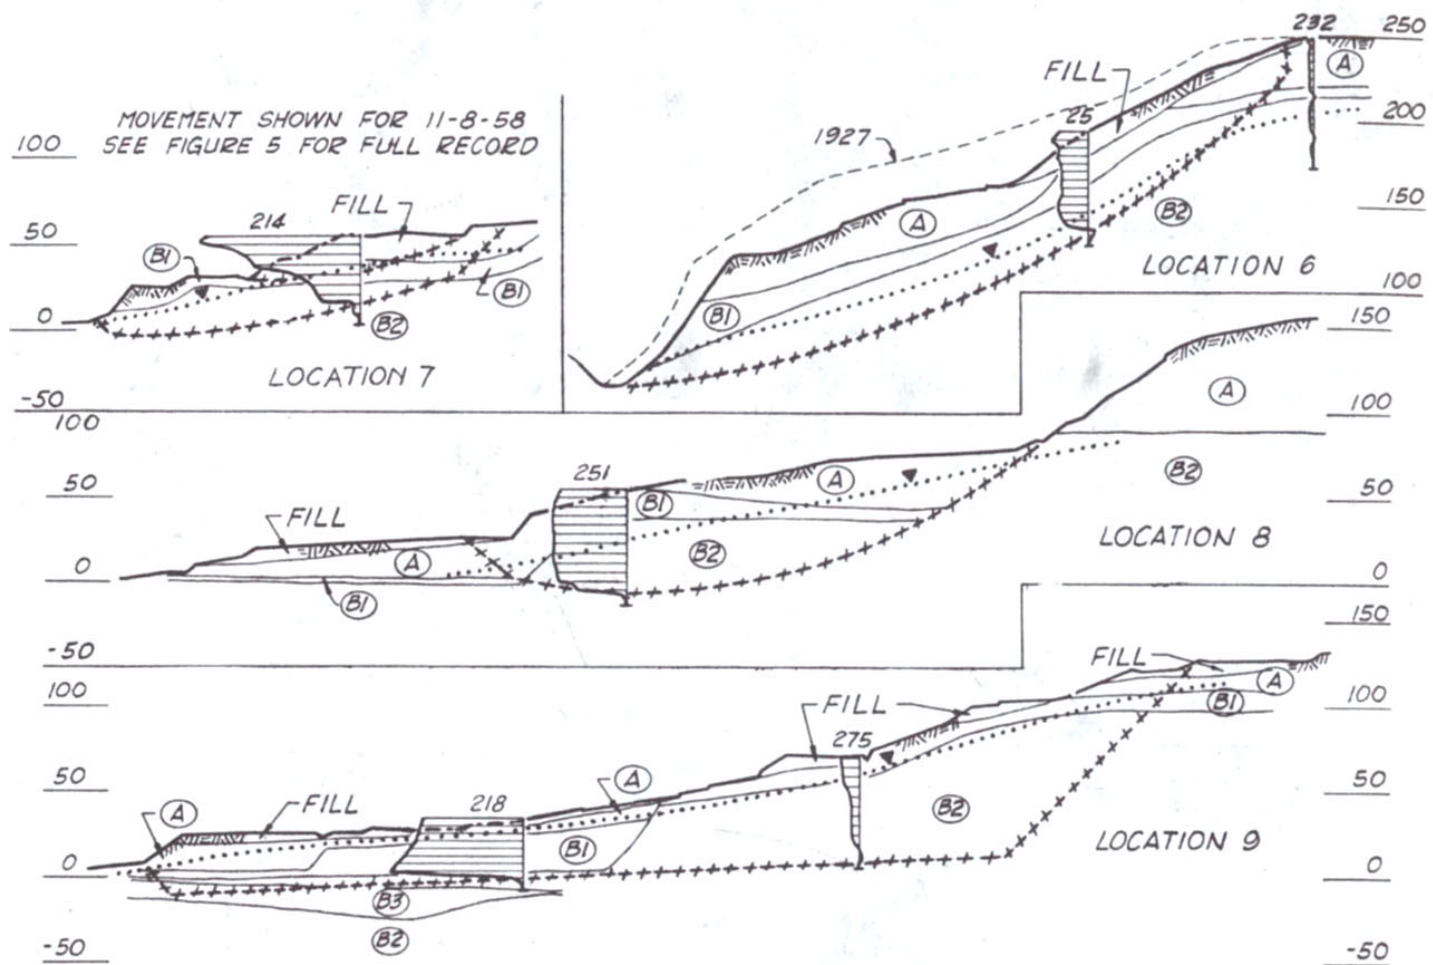 MOVEMENT SHOWN FOR 11-8-58
SEE FIGURE 5 FOR FULL RECORD
100
50
0
-50
214
FILL
B1
B1
B2
LOCATION 7
232
250
200
150
100
A
FILL
25
1927
A
B1
B2
LOCATION 6
100
50
0
-50
150
100
50
0
251
FILL
A
B1
B1
A
B2
A
B2
LOCATION 8
100
50
0
-50
150
100
50
0
-50
FILL
A
B1
FILL
275
A
218
FILL
A
B1
B2
B3
B2
LOCATION 9